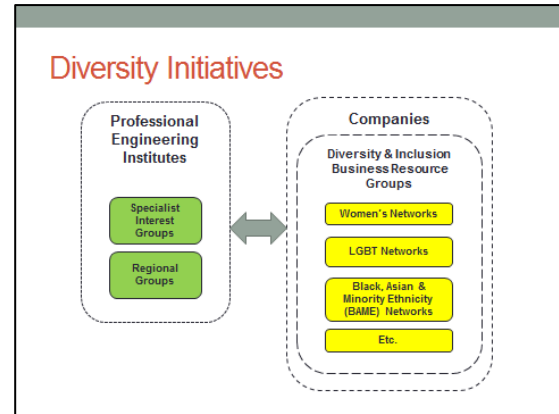 Diversity Initiatives
Professional
Engineering
Institutes
Specialist
Interest
Groups
Regional
Groups
Companies
Diversity & Inclusion
Business Resource
Groups
Women's Networks
LGBT Networks
Black, Asian &
Minority Ethnicity
(BAME) Networks
Etc.